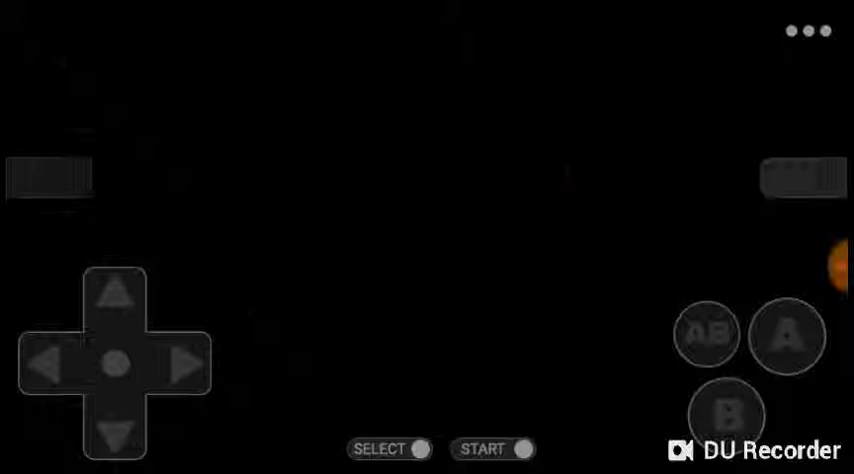 AB
A
B
SELECT
START
DU Recorder